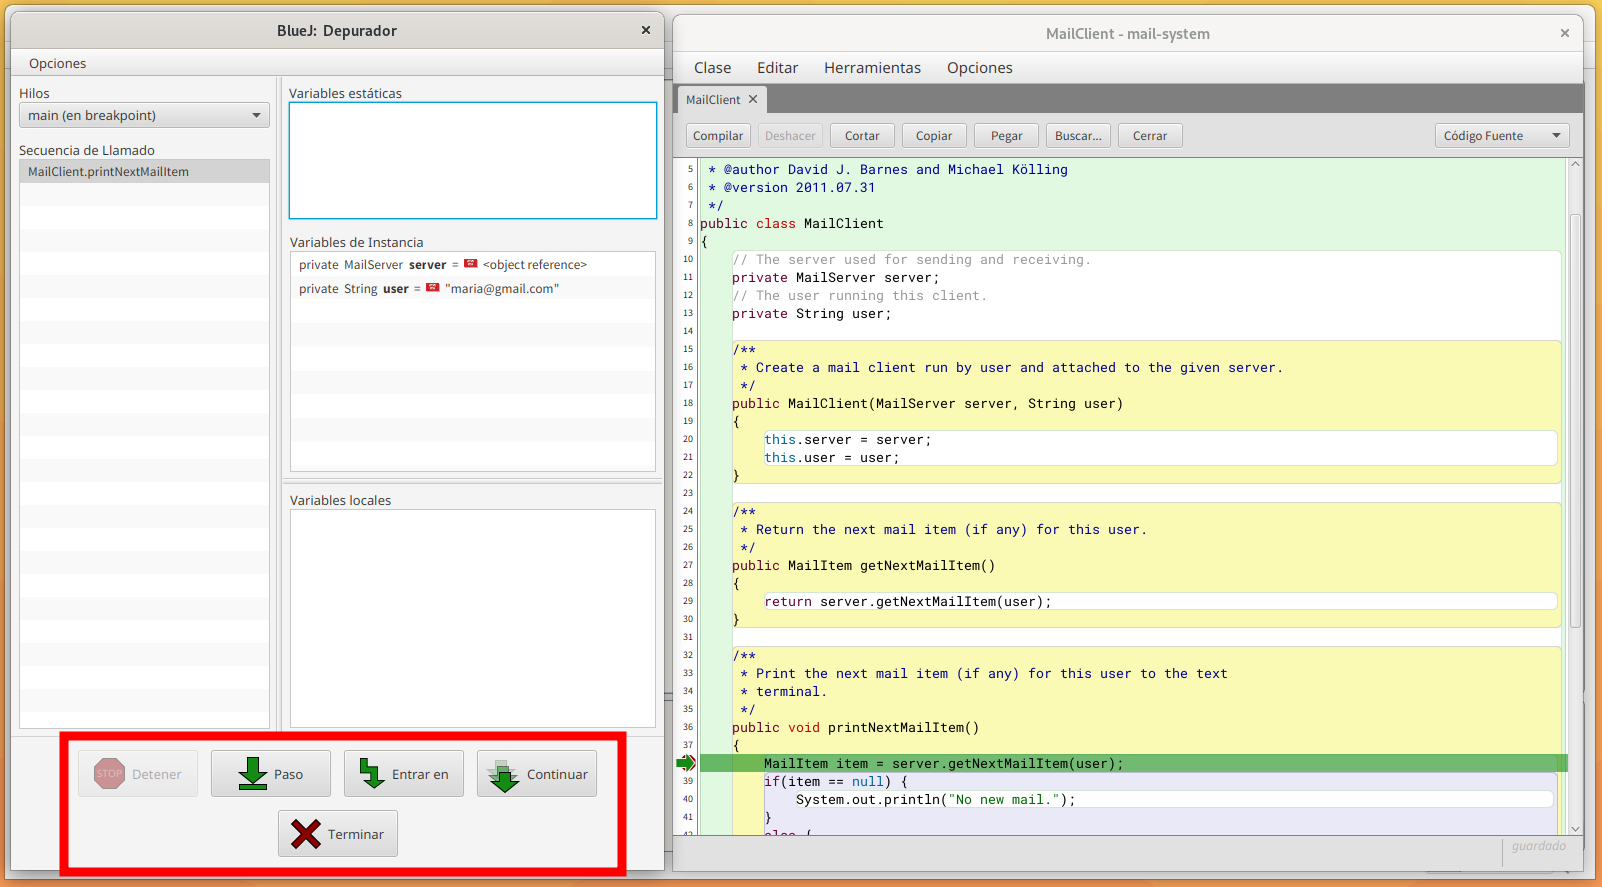 BlueJ: Depurador
Opciones
Hilos
main (en breakpoint)
Secuencia de Llamado
MailClient.printNextMailItem
Variables estáticas
Variables de Instancia
private MailServer server = <object reference>
private String user = "maria@gmail.com"
Variables locales
STOP Detener
Paso
Entrar en
Continuar
Terminar
MailClient - mail-system
Clase Editar Herramientas Opciones
MailClient
Compilar Deshacer Cortar Copiar Pegar Buscar... Cerrar Código Fuente
5 * @author David J. Barnes and Michael Kölling
6 * @version 2011.07.31
7 */
8 public class MailClient
9 {
10 // The server used for sending and receiving.
11 private MailServer server;
12 // The user running this client.
13 private String user;
14
15 /**
16 * Create a mail client run by user and attached to the given server.
17 */
18 public MailClient(MailServer server, String user)
19 {
20 this.server = server;
21 this.user = user;
22 }
23
24 /**
25 * Return the next mail item (if any) for this user.
26 */
27 public MailItem getNextMailItem()
28 {
29 return server.getNextMailItem(user);
30 }
31
32 /**
33 * Print the next mail item (if any) for this user to the text
34 * terminal.
35 */
36 public void printNextMailItem()
37 {
MailItem item = server.getNextMailItem(user);
39 if(item == null) {
40 System.out.println("No new mail.");
41 }
42 else {
guardado